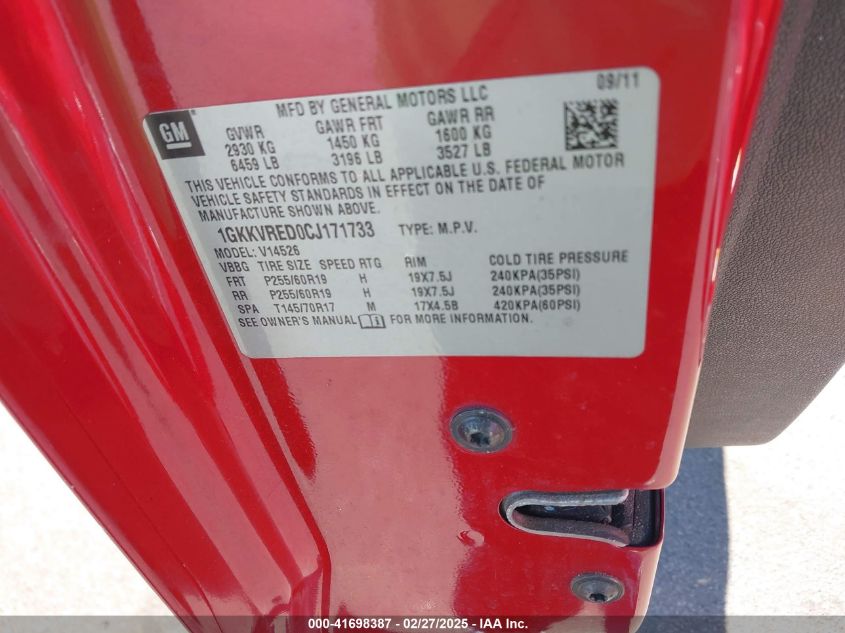 MFD BY GENERAL MOTORS LLC 09/11
GM
GVWR GAWR FRT GAWR RR
2930 KG 1450 KG 1600 KG
6459 LB 3196 LB 3527 LB
THIS VEHICLE CONFORMS TO ALL APPLICABLE U.S. FEDERAL MOTOR
VEHICLE SAFETY STANDARDS IN EFFECT ON THE DATE OF
MANUFACTURE SHOWN ABOVE.
1GKKVRED0CJ171733 TYPE: M.P.V.
MODEL: V14526
VBBG TIRE SIZE SPEED RTG RIM COLD TIRE PRESSURE
FRT P255/60R19 H 19X7.5J 240KPA(35PSI)
RR P255/60R19 H 19X7.5J 240KPA(35PSI)
SPA T145/70R17 M 17X4.5B 420KPA(60PSI)
SEE OWNER'S MANUAL i FOR MORE INFORMATION.
000-41698387 - 02/27/2025 - IAA Inc.